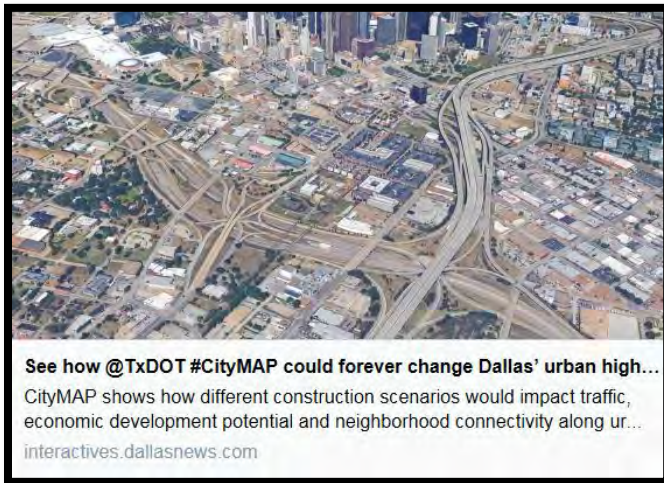 See how @TxDOT #CityMAP could forever change Dallas’ urban high...
CityMAP shows how different construction scenarios would impact traffic,
economic development potential and neighborhood connectivity along ur...
interactives.dallasnews.com